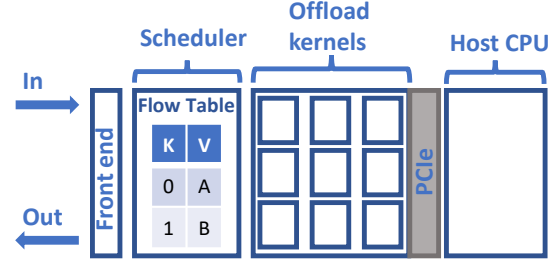 Offload
Scheduler kernels Host CPU
In
Flow Table
K V
0 A
1 B
Front end
PCIe
Out